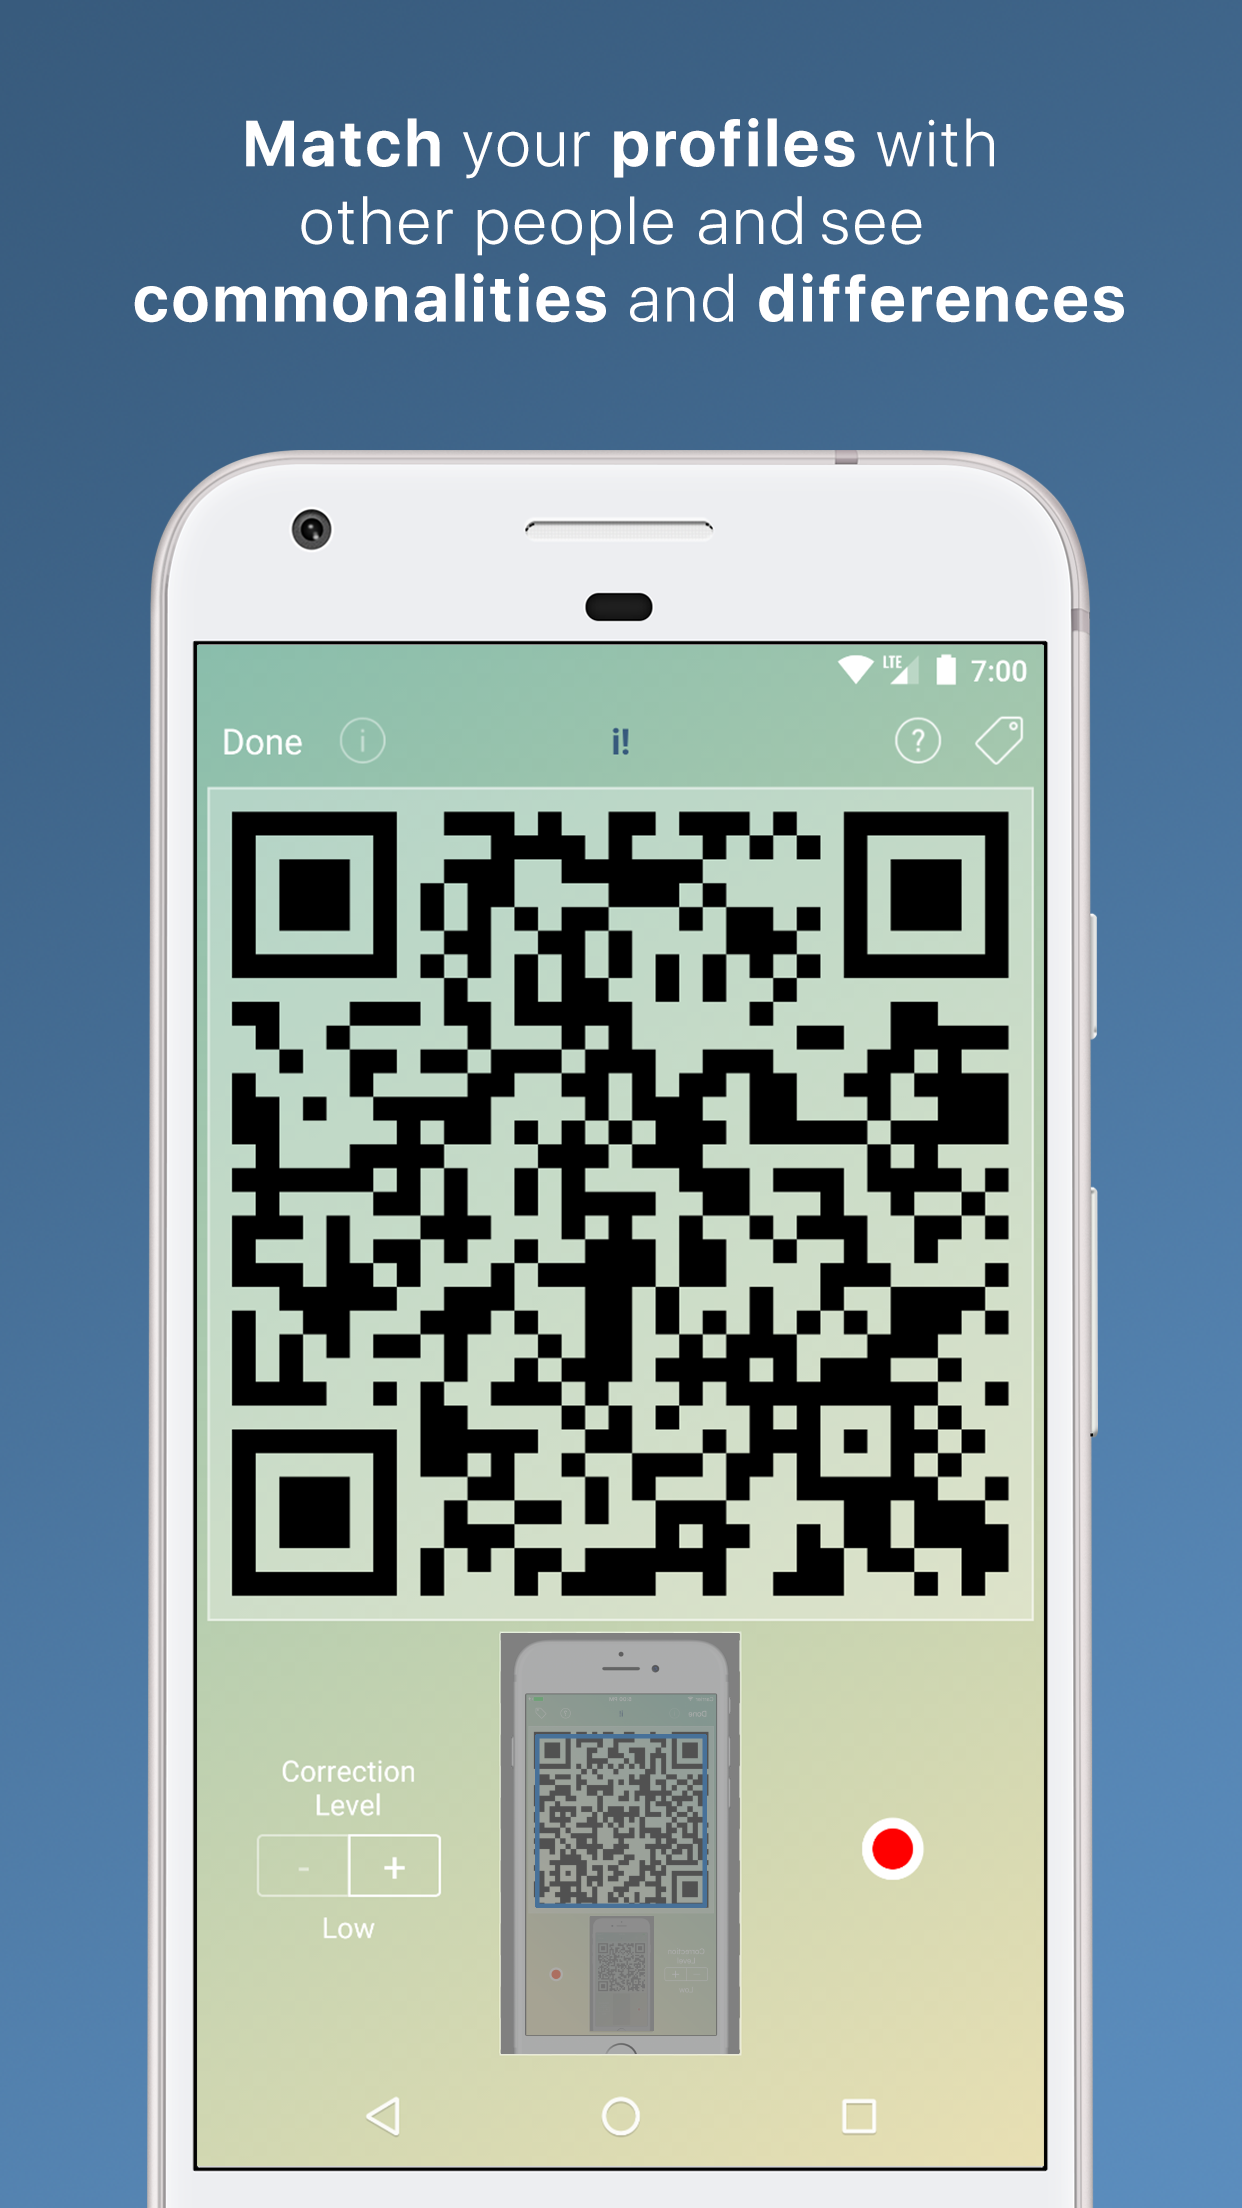 Match your profiles with
other people and see
commonalities and differences
LTE 7:00
Done i i! ?
Correction
Level
- +
Low